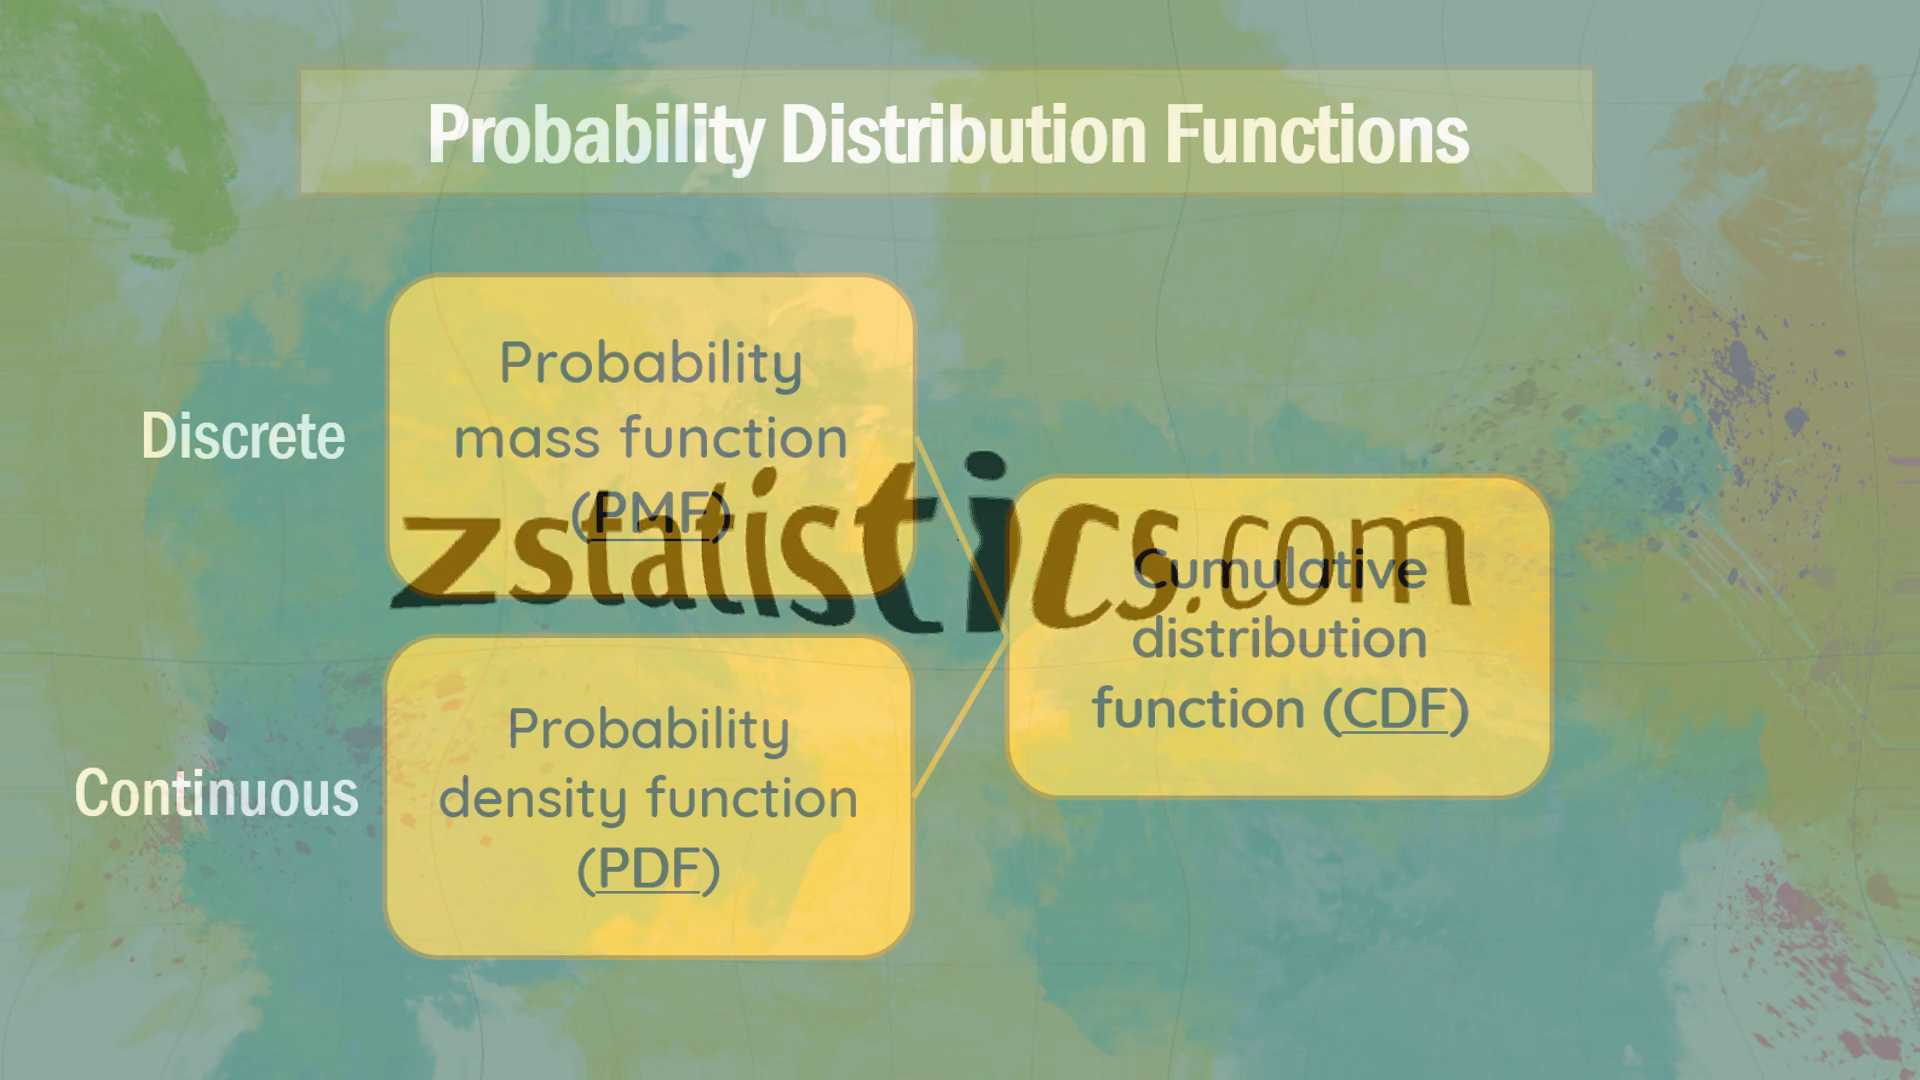 Probability Distribution Functions
Discrete
Probability
mass function
(PMF)
zstatistics.com
Cumulative
distribution
function (CDF)
Continuous
Probability
density function
(PDF)